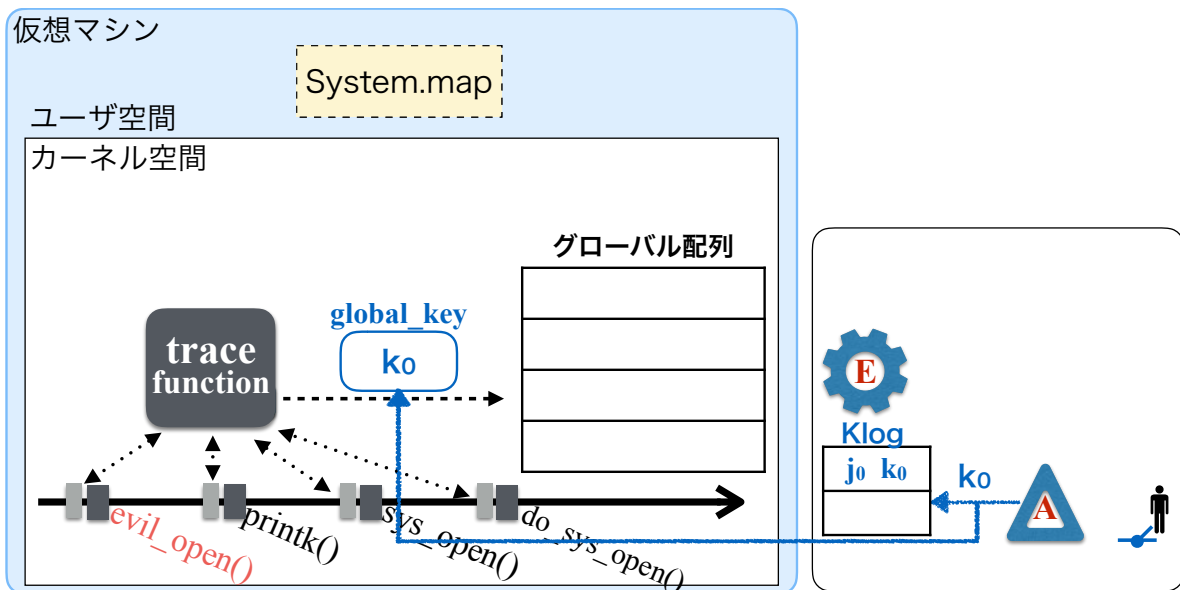 仮想マシン
System.map
ユーザ空間
カーネル空間
グローバル配列
global_key
k₀
trace
function
E
Klog
j₀ k₀
k₀
A
evil_open()
printk()
sys_open()
do_sys_open()